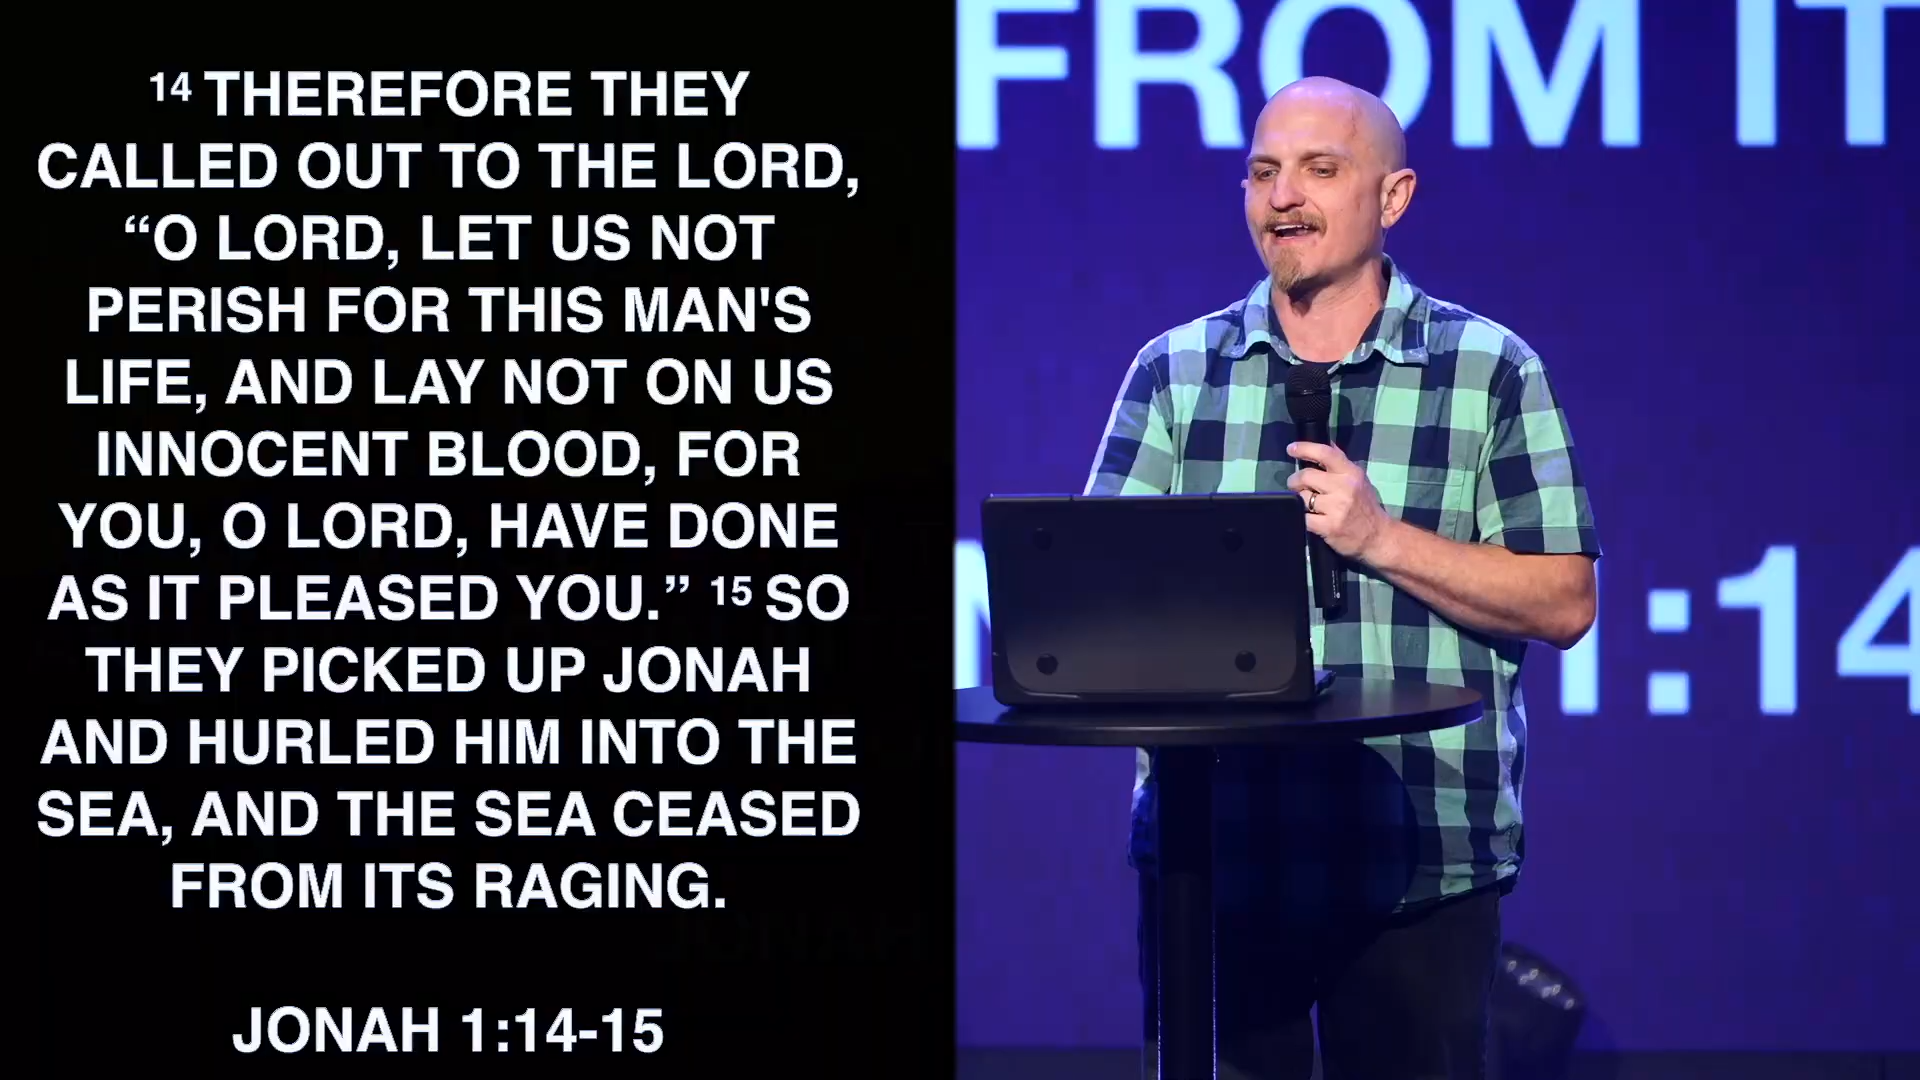 14 THEREFORE THEY
CALLED OUT TO THE LORD,
“O LORD, LET US NOT
PERISH FOR THIS MAN'S
LIFE, AND LAY NOT ON US
INNOCENT BLOOD, FOR
YOU, O LORD, HAVE DONE
AS IT PLEASED YOU.” 15 SO
THEY PICKED UP JONAH
AND HURLED HIM INTO THE
SEA, AND THE SEA CEASED
FROM ITS RAGING.
JONAH 1:14-15
FROM IT
1:14